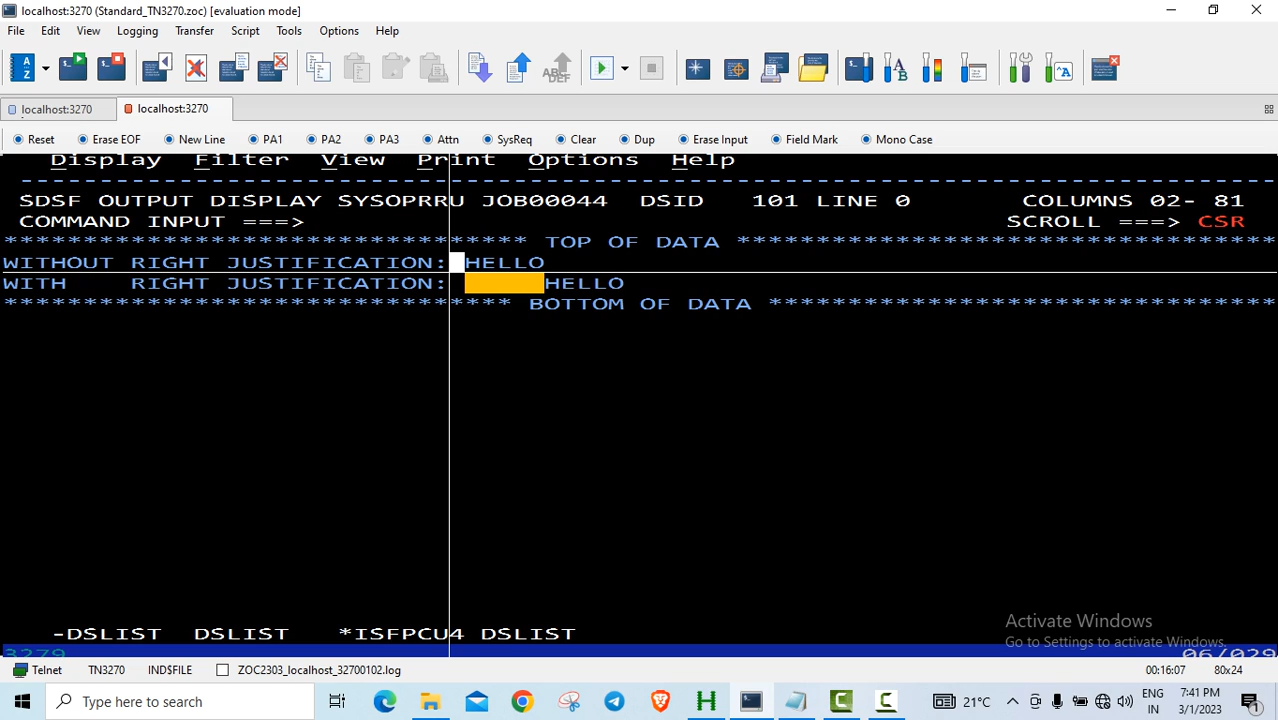 localhost:3270 (Standard_TN3270.zoc) [evaluation mode]
File Edit View Logging Transfer Script Tools Options Help
localhost:3270 localhost:3270
Reset Erase EOF New Line PA1 PA2 PA3 Attn SysReq Clear Dup Erase Input Field Mark Mono Case
Display Filter View Print Options Help
--------------------------------------------------------------------------------
SDSF OUTPUT DISPLAY SYSOPRRU JOB00044 DSID 101 LINE 0 COLUMNS 02- 81
COMMAND INPUT ===> SCROLL ===> CSR
********************************* TOP OF DATA **********************************
WITHOUT RIGHT JUSTIFICATION: HELLO
WITH RIGHT JUSTIFICATION: HELLO
******************************** BOTTOM OF DATA ********************************
-DSLIST DSLIST *ISFPCU4 DSLIST
Activate Windows
Go to Settings to activate Windows.
3279 06/029
Telnet TN3270 IND$FILE ZOC2303_localhost_32700102.log 00:16:07 80x24
Type here to search 21°C ENG IN 7:41 PM 3/1/2023